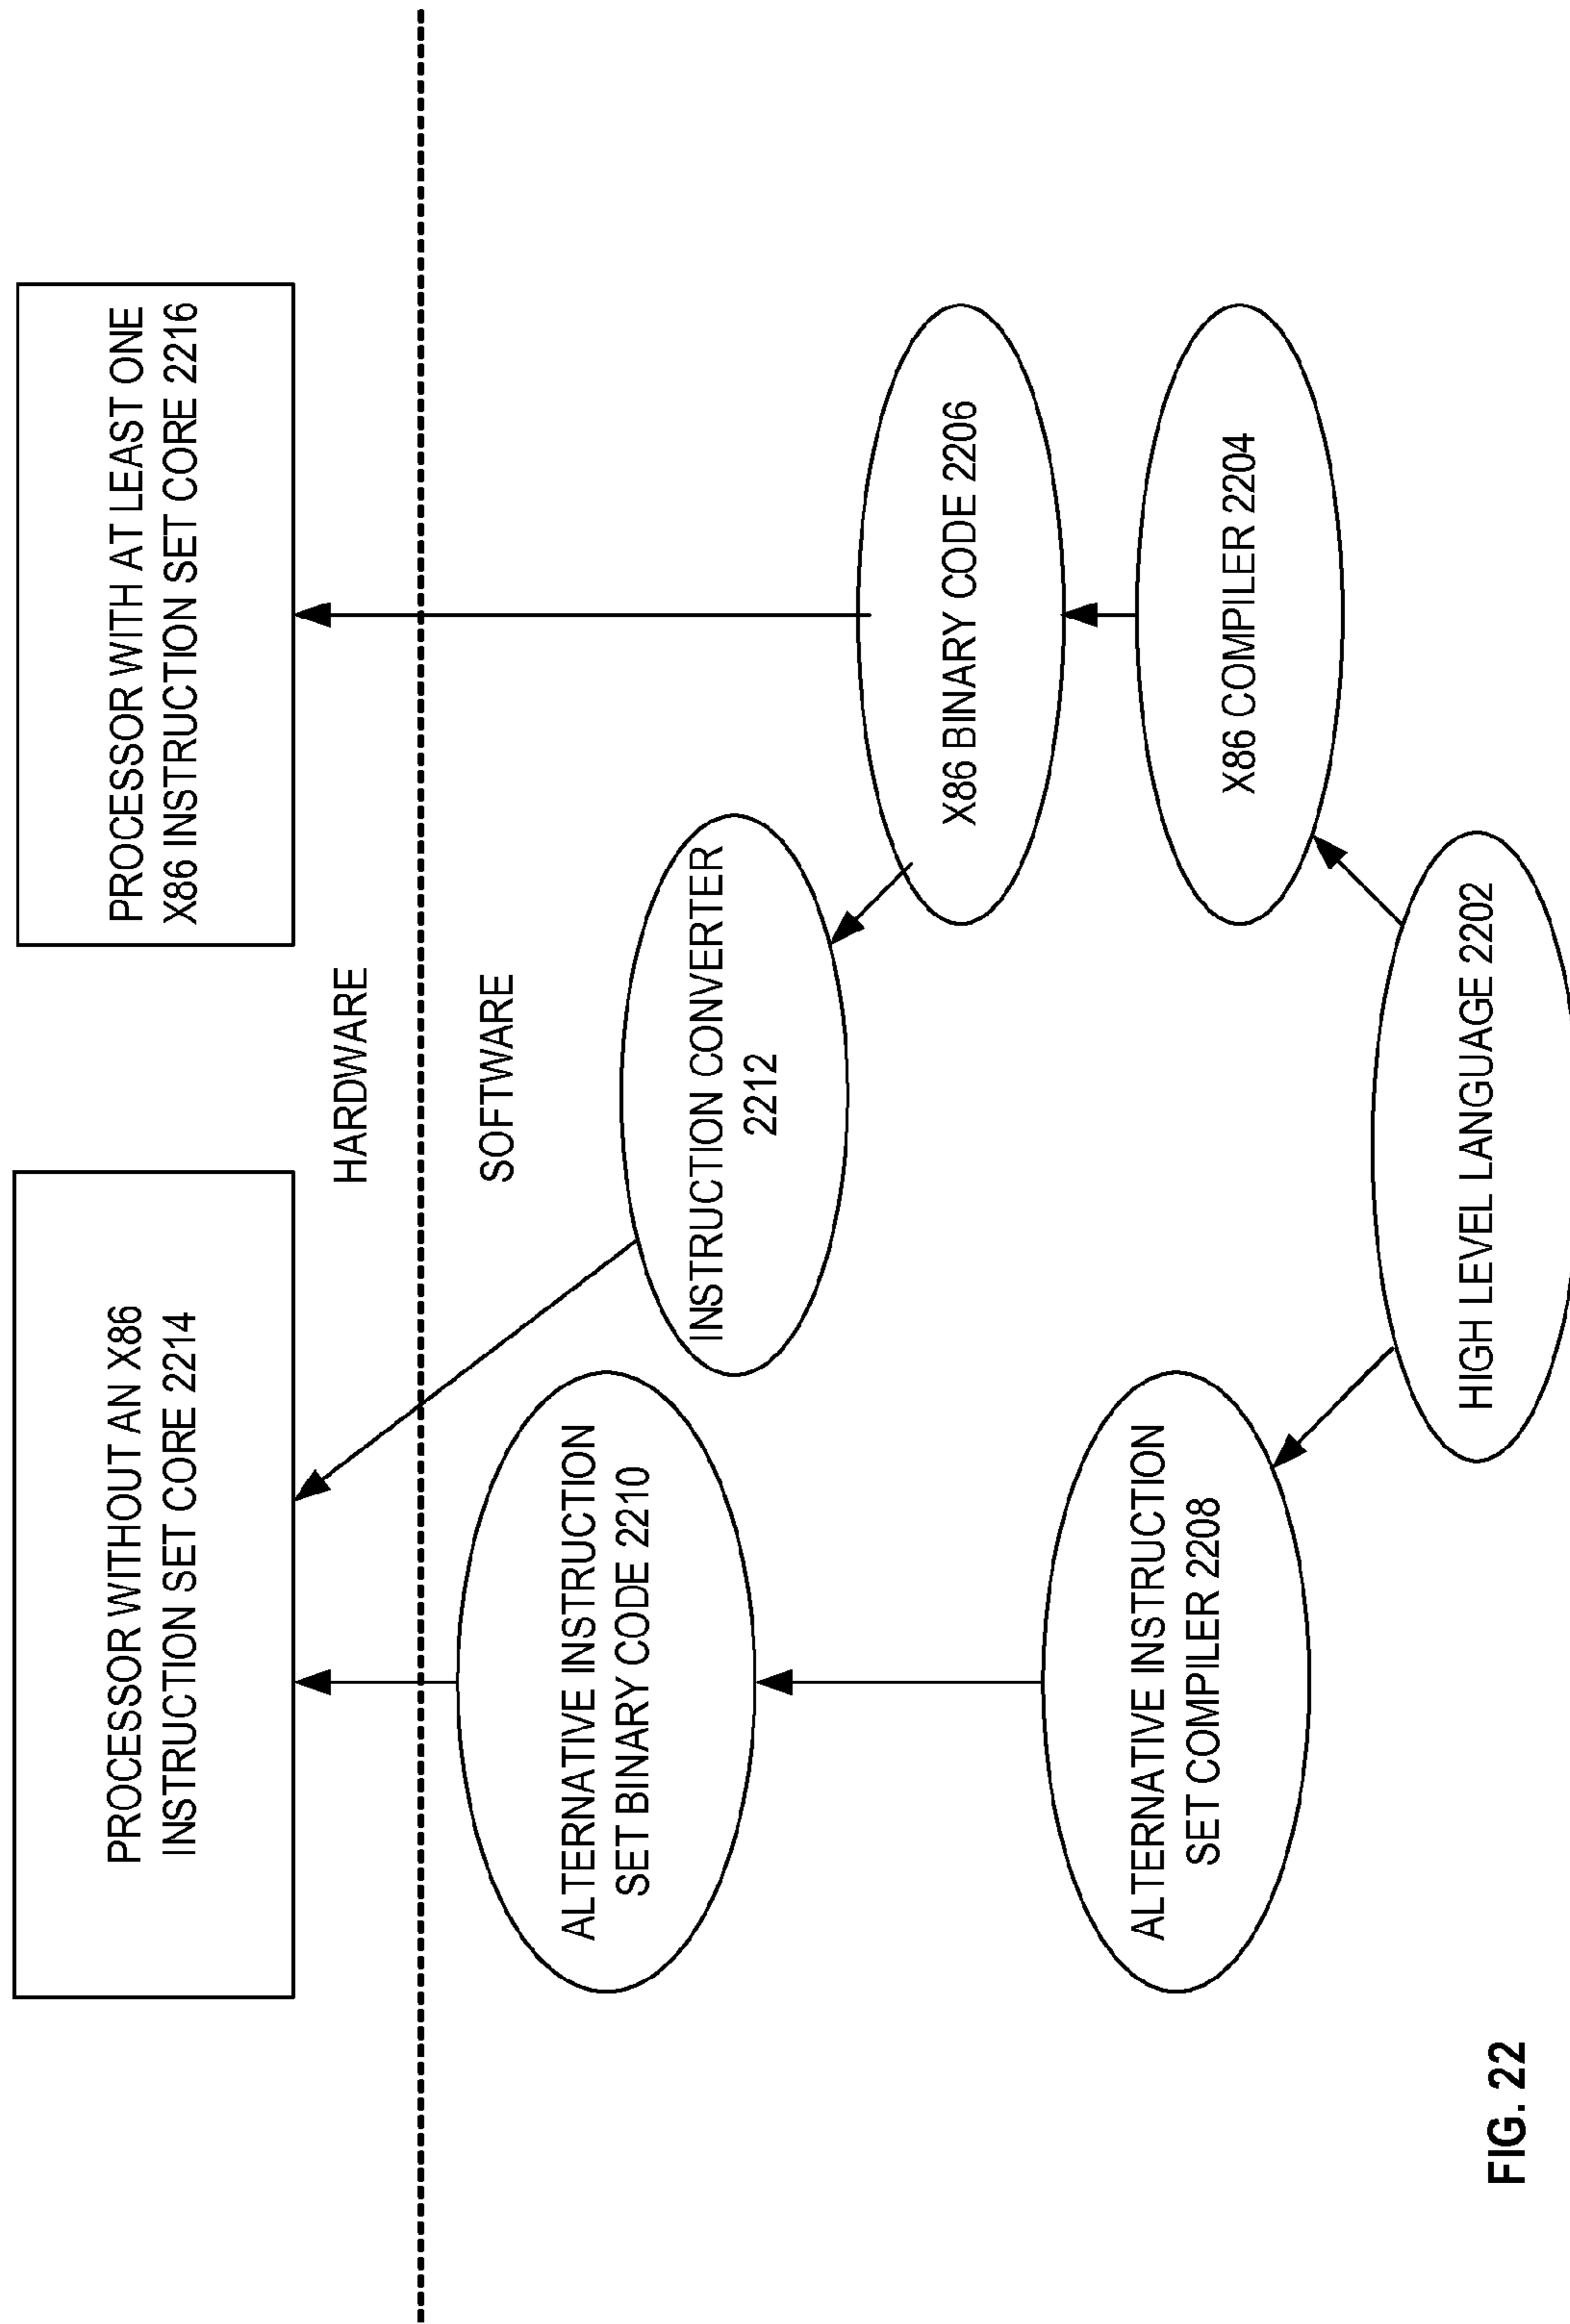 PROCESSOR WITHOUT AN X86
INSTRUCTION SET CORE 2214
PROCESSOR WITH AT LEAST ONE
X86 INSTRUCTION SET CORE 2216
HARDWARE
SOFTWARE
ALTERNATIVE INSTRUCTION
SET BINARY CODE 2210
INSTRUCTION CONVERTER
2212
X86 BINARY CODE 2206
ALTERNATIVE INSTRUCTION
SET COMPILER 2208
X86 COMPILER 2204
HIGH LEVEL LANGUAGE 2202
FIG. 22